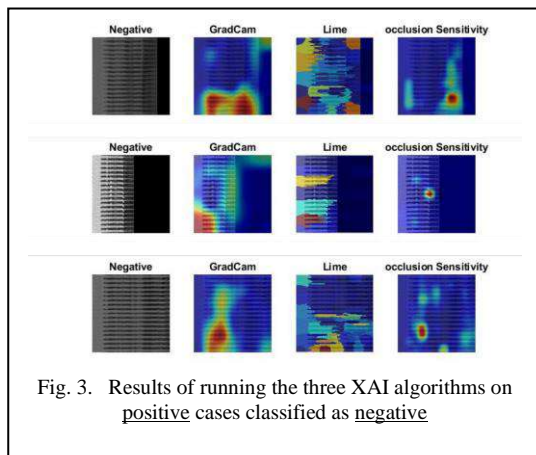 Negative GradCam Lime occlusion Sensitivity
Negative GradCam Lime occlusion Sensitivity
Negative GradCam Lime occlusion Sensitivity
Fig. 3. Results of running the three XAI algorithms on
positive cases classified as negative